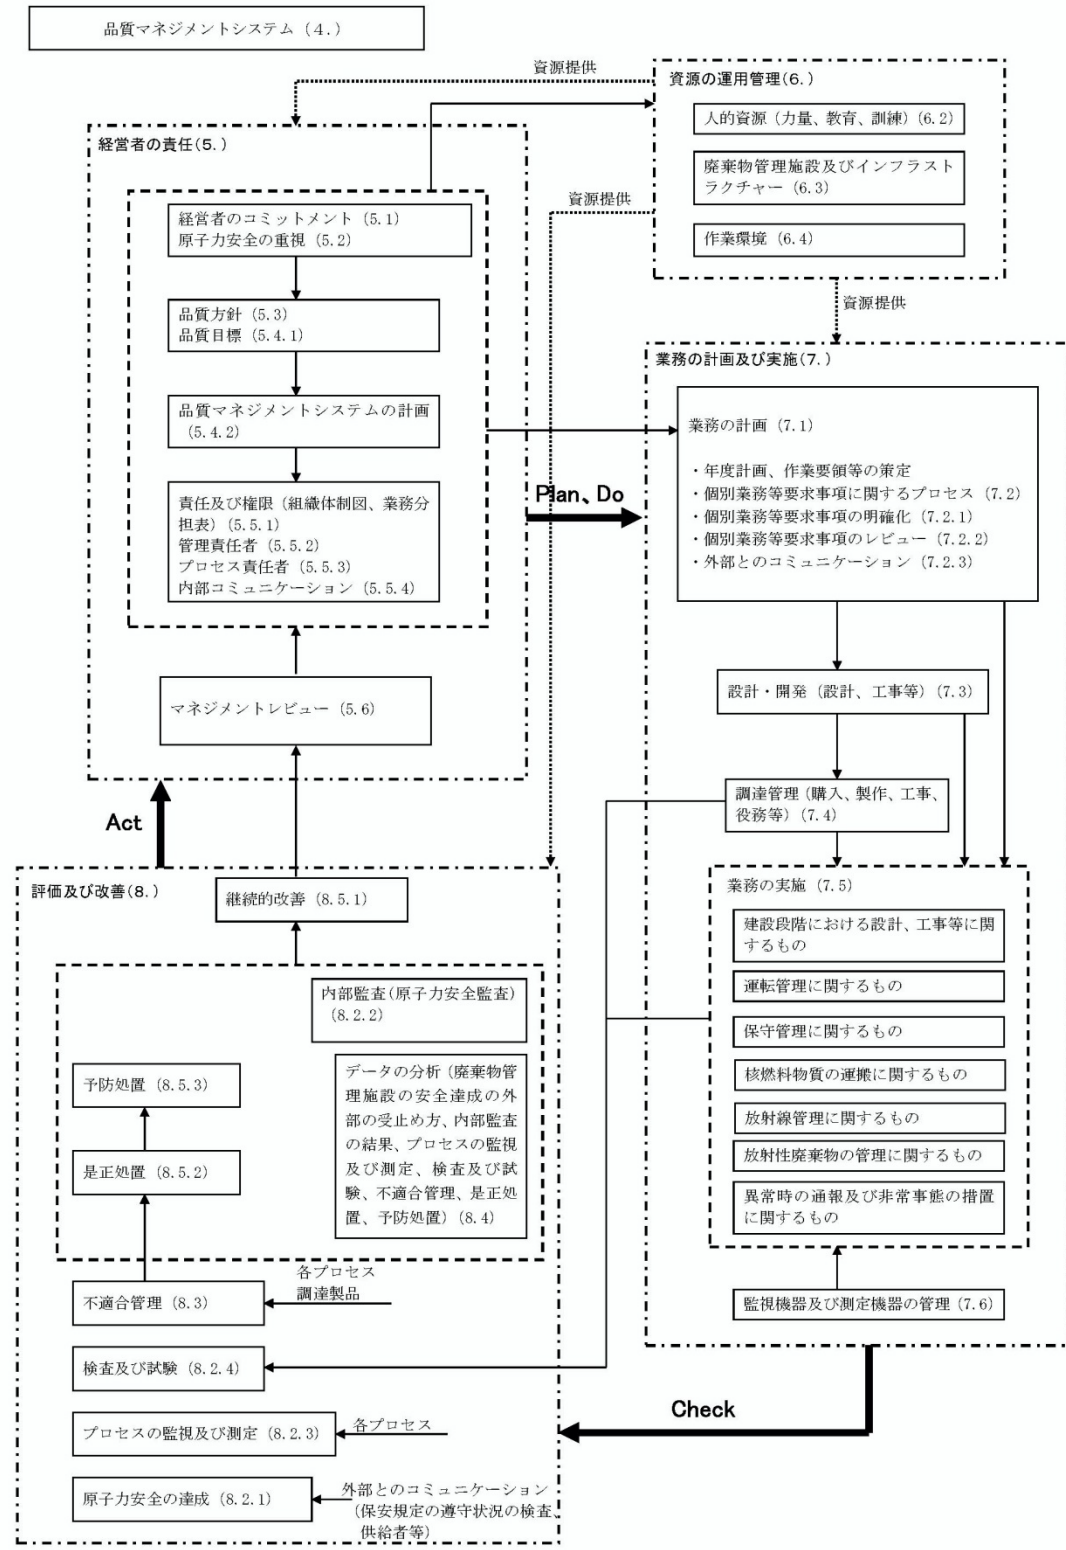 品質マネジメントシステム（４．）
資源提供
資源の運用管理(6.)
人的資源（力量、教育、訓練）(6.2)
廃棄物管理施設及びインフラスト
ラクチャー（6.3）
作業環境（6.4）
資源提供
資源提供
経営者の責任(5.)
経営者のコミットメント（5.1）
原子力安全の重視（5.2）
品質方針（5.3）
品質目標（5.4.1）
品質マネジメントシステムの計画
（5.4.2）
責任及び権限（組織体制図、業務分
担表）（5.5.1）
管理責任者（5.5.2）
プロセス責任者（5.5.3）
内部コミュニケーション（5.5.4）
マネジメントレビュー（5.6）
Plan、Do
業務の計画及び実施(7.)
業務の計画（7.1）
・年度計画、作業要領等の策定
・個別業務等要求事項に関するプロセス（7.2）
・個別業務等要求事項の明確化（7.2.1）
・個別業務等要求事項のレビュー（7.2.2）
・外部とのコミュニケーション（7.2.3）
設計・開発（設計、工事等）(7.3)
調達管理（購入、製作、工事、
役務等）(7.4)
業務の実施（7.5）
建設段階における設計、工事等に関
するもの
運転管理に関するもの
保守管理に関するもの
核燃料物質の運搬に関するもの
放射線管理に関するもの
放射性廃棄物の管理に関するもの
異常時の通報及び非常事態の措置
に関するもの
監視機器及び測定機器の管理（7.6）
Act
評価及び改善(8.)
継続的改善（8.5.1）
内部監査（原子力安全監査）
（8.2.2）
データの分析（廃棄物管
理施設の安全達成の外
部の受止め方、内部監査
の結果、プロセスの監視
及び測定、検査及び試
験、不適合管理、是正処
置、予防処置）（8.4）
予防処置（8.5.3）
是正処置（8.5.2）
各プロセス
調達製品
不適合管理（8.3）
検査及び試験（8.2.4）
プロセスの監視及び測定（8.2.3）
各プロセス
原子力安全の達成（8.2.1）
外部とのコミュニケーション
（保安規定の遵守状況の検査、
供給者等）
Check